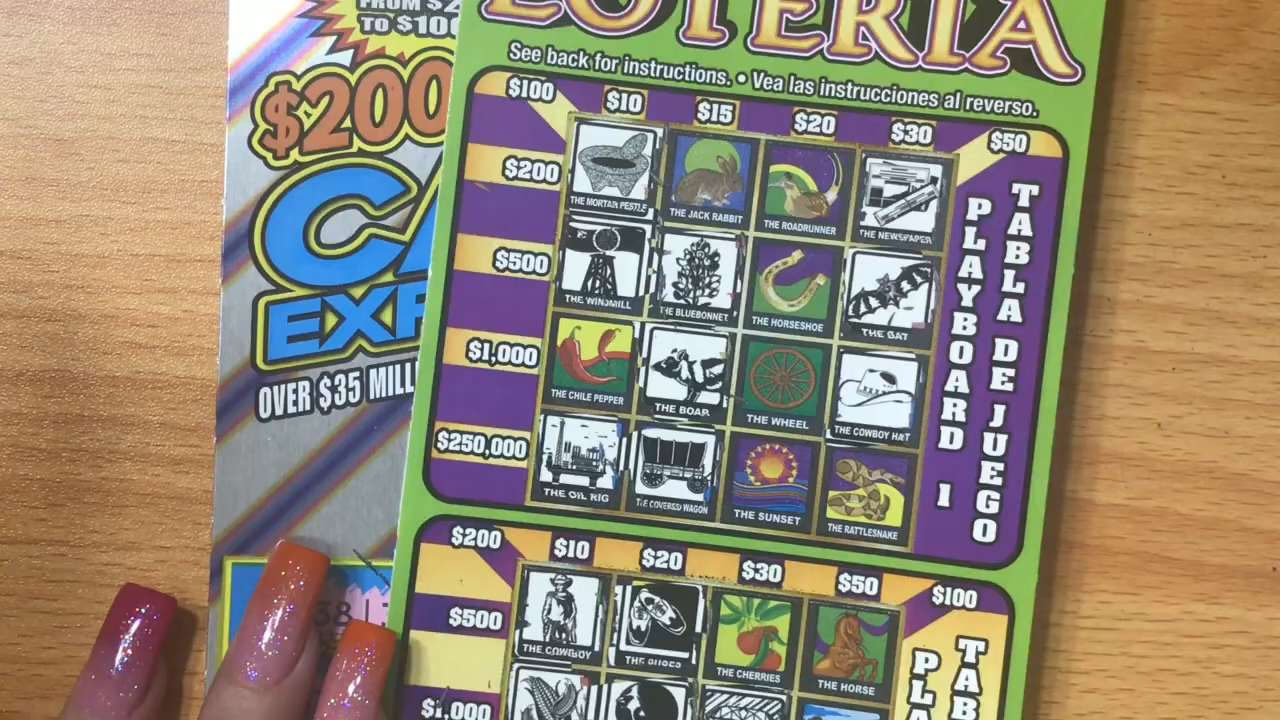 FROM $2
TO $100
$200
CA
EXP
OVER $35 MILL
38
LOTERIA
See back for instructions. • Vea las instrucciones al reverso.
$100 $10 $15 $20 $30 $50
$200
$500
$1,000
$250,000
THE MORTAR PESTLE THE JACK RABBIT THE ROADRUNNER THE NEWSPAPER
THE WINDMILL THE BLUEBONNET THE HORSESHOE THE BAT
THE CHILE PEPPER THE BOAR THE WHEEL THE COWBOY HAT
THE OIL RIG THE COVERED WAGON THE SUNSET THE RATTLESNAKE
PLAYBOARD 1
TABLA DE JUEGO
$200 $10 $20 $30 $50 $100
$500
$1,000
THE COWBOY THE SHOES THE CHERRIES THE HORSE
PLA
TAB